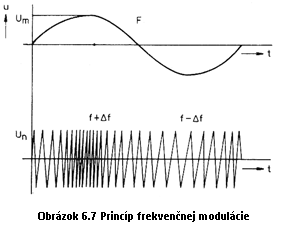 u
Um
F
t
f+Δf
f−Δf
Un
t
Obrázok 6.7 Princíp frekvenčnej modulácie